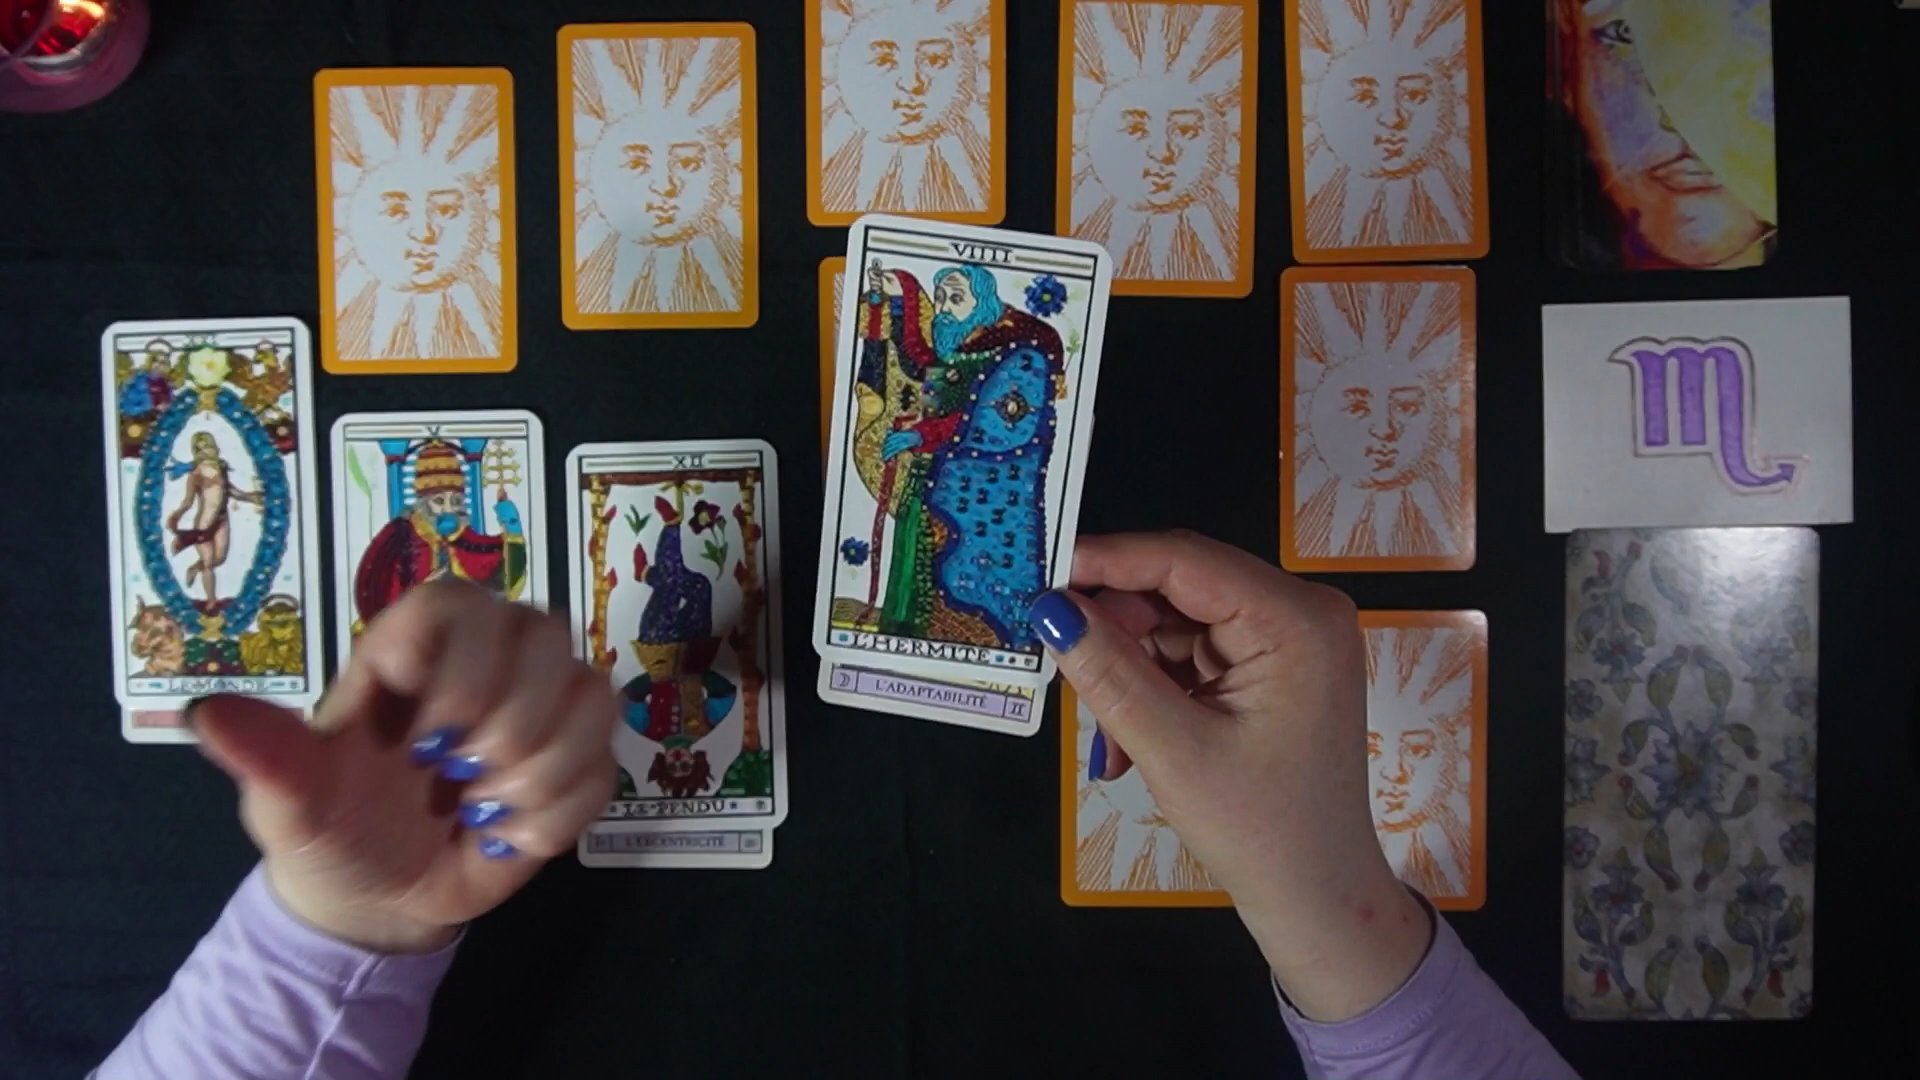 LE MONDE
V
XII
LE PENDU
L'EXCENTRICITÉ
VIIII
L'HERMITE
L'ADAPTABILITÉ
II